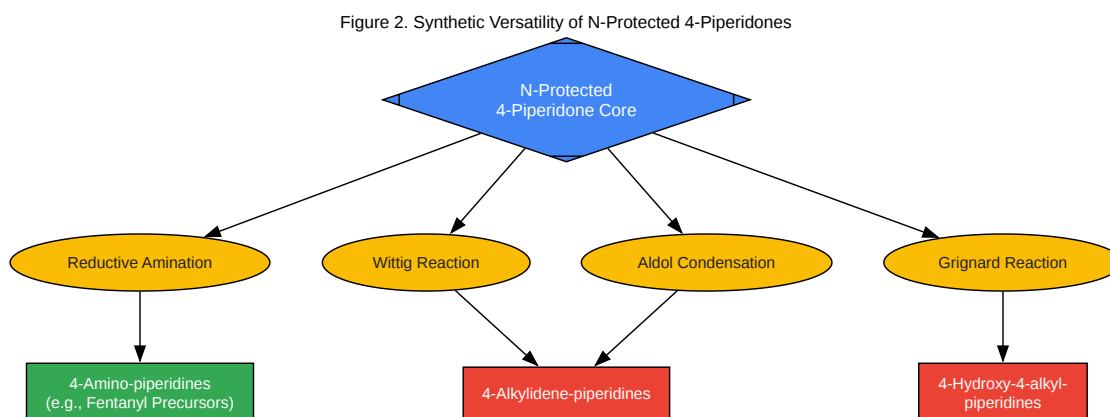 Figure 2. Synthetic Versatility of N-Protected 4-Piperidones
N-Protected
4-Piperidone Core
Reductive Amination
Wittig Reaction
Aldol Condensation
Grignard Reaction
4-Amino-piperidines
(e.g., Fentanyl Precursors)
4-Alkylidene-piperidines
4-Hydroxy-4-alkyl-
piperidines